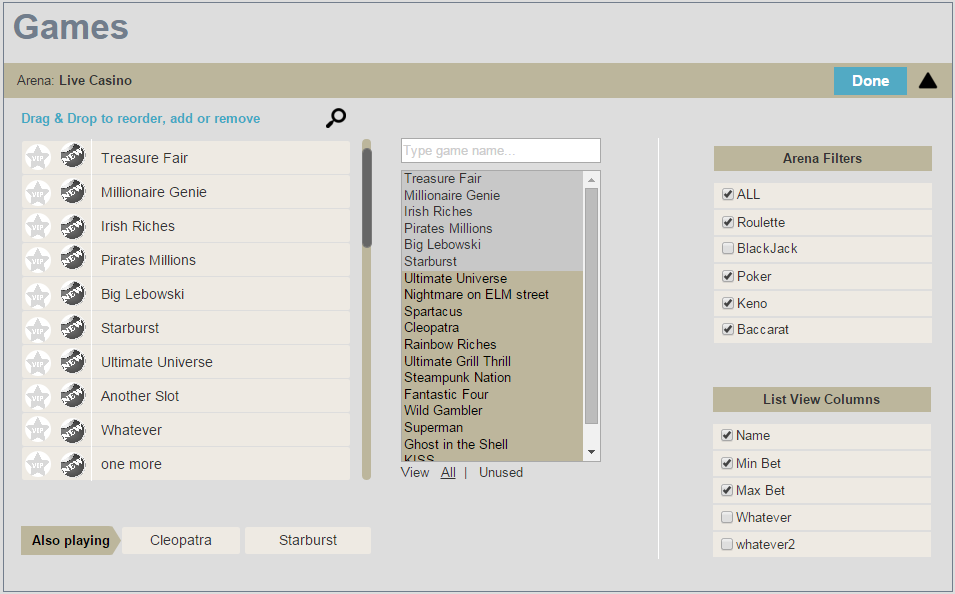 Games
Arena: Live Casino
Done
Drag & Drop to reorder, add or remove
VIP NEW Treasure Fair
VIP NEW Millionaire Genie
VIP NEW Irish Riches
VIP NEW Pirates Millions
VIP NEW Big Lebowski
VIP NEW Starburst
VIP NEW Ultimate Universe
VIP NEW Another Slot
VIP NEW Whatever
VIP NEW one more
Also playing
Cleopatra
Starburst
Type game name...
Treasure Fair
Millionaire Genie
Irish Riches
Pirates Millions
Big Lebowski
Starburst
Ultimate Universe
Nightmare on ELM street
Spartacus
Cleopatra
Rainbow Riches
Ultimate Grill Thrill
Steampunk Nation
Fantastic Four
Wild Gambler
Superman
Ghost in the Shell
KISS
View All | Unused
Arena Filters
ALL
Roulette
BlackJack
Poker
Keno
Baccarat
List View Columns
Name
Min Bet
Max Bet
Whatever
whatever2